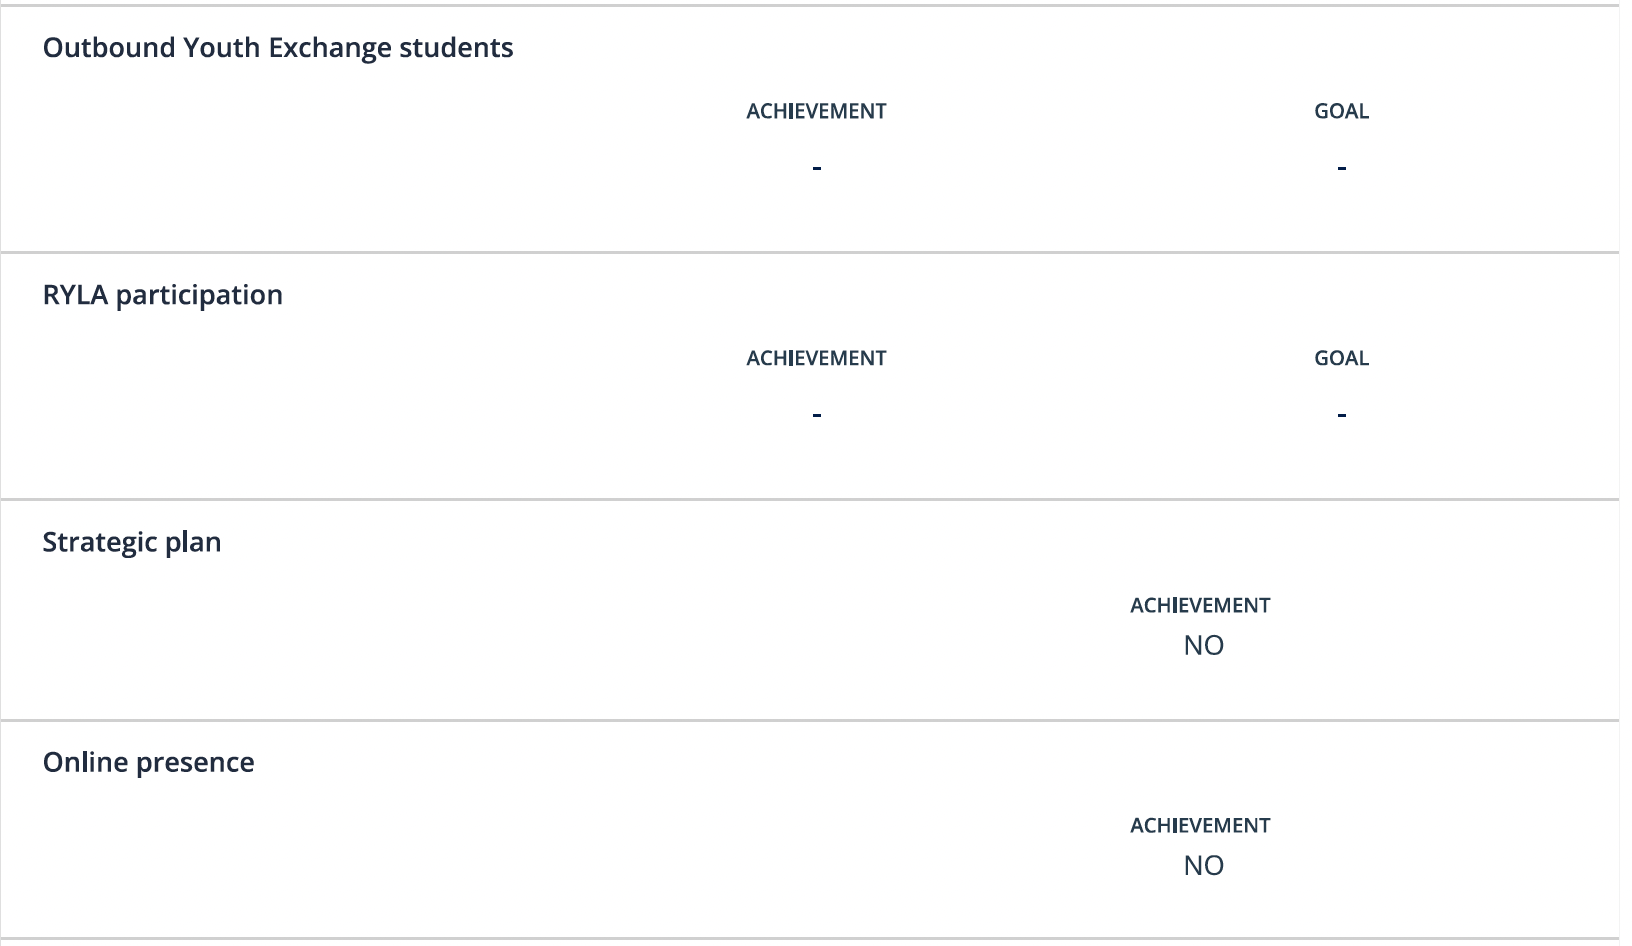 Outbound Youth Exchange students
ACHIEVEMENT GOAL
- -
RYLA participation
ACHIEVEMENT GOAL
- -
Strategic plan
ACHIEVEMENT
NO
Online presence
ACHIEVEMENT
NO